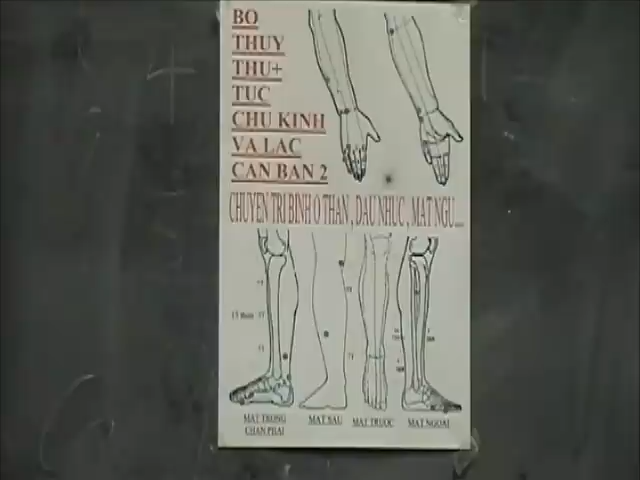 BO
THUY
THU+
TUC
CHU KINH
VA LAC
CAN BAN 2
CHUYEN TRI BINH O THAN, DAU NHUC, MAT NGU....
MAT TRONG
CHAN PHAI
MAT SAU
MAT TRUOC
MAT NGOAI